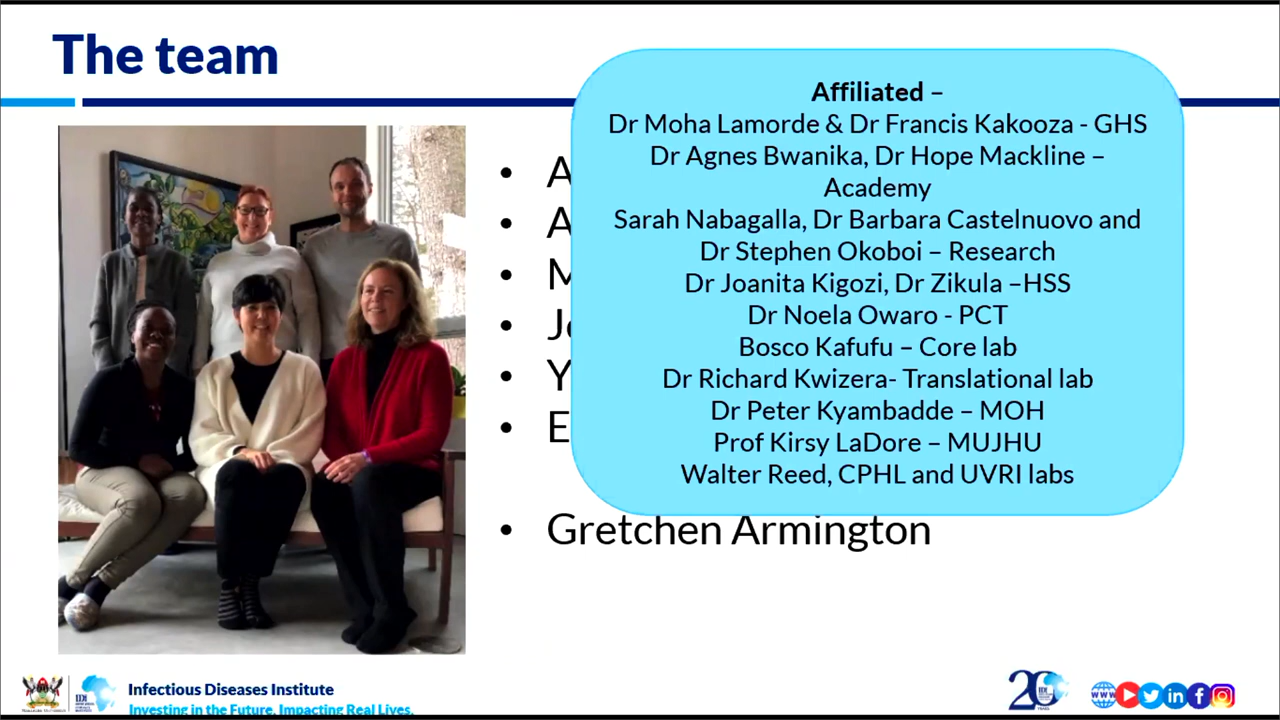 The team
Affiliated –
Dr Moha Lamorde & Dr Francis Kakooza - GHS
Dr Agnes Bwanika, Dr Hope Mackline –
Academy
Sarah Nabagalla, Dr Barbara Castelnuovo and
Dr Stephen Okoboi – Research
Dr Joanita Kigozi, Dr Zikula –HSS
Dr Noela Owaro - PCT
Bosco Kafufu – Core lab
Dr Richard Kwizera- Translational lab
Dr Peter Kyambadde – MOH
Prof Kirsy LaDore – MUJHU
Walter Reed, CPHL and UVRI labs
• Gretchen Armington
Infectious Diseases Institute
Investing in the Future. Impacting Real Lives.
20